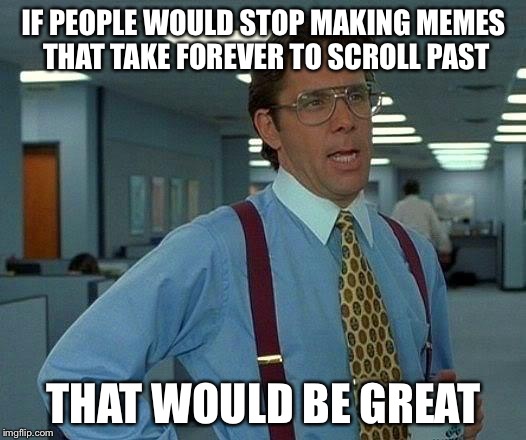 IF PEOPLE WOULD STOP MAKING MEMES
THAT TAKE FOREVER TO SCROLL PAST
THAT WOULD BE GREAT
imgflip.com